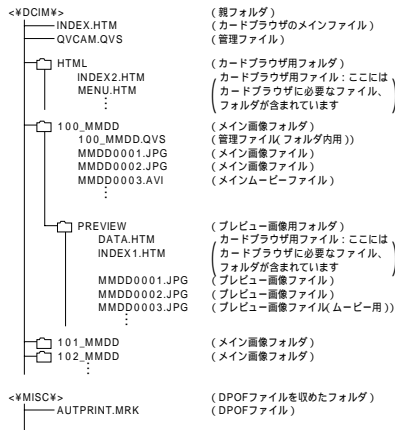 <¥DCIM¥> (親フォルダ)
INDEX.HTM (カードブラウザのメインファイル)
QVCAM.QVS (管理ファイル)
HTML (カードブラウザ用フォルダ)
INDEX2.HTM カードブラウザ用ファイル：ここには
MENU.HTM カードブラウザに必要なファイル、
フォルダが含まれています
100_MMDD (メイン画像フォルダ)
100_MMDD.QVS (管理ファイル(フォルダ内用))
MMDD0001.JPG (メイン画像ファイル)
MMDD0002.JPG (メイン画像ファイル)
MMDD0003.AVI (メインムービーファイル)
PREVIEW (プレビュー画像用フォルダ)
DATA.HTM カードブラウザ用ファイル：ここには
INDEX1.HTM カードブラウザに必要なファイル、
フォルダが含まれています
MMDD0001.JPG (プレビュー画像ファイル)
MMDD0002.JPG (プレビュー画像ファイル)
MMDD0003.JPG (プレビュー画像ファイル(ムービー用))
101_MMDD (メイン画像フォルダ)
102_MMDD (メイン画像フォルダ)
<¥MISC¥> (DPOFファイルを収めたフォルダ)
AUTPRINT.MRK (DPOFファイル)